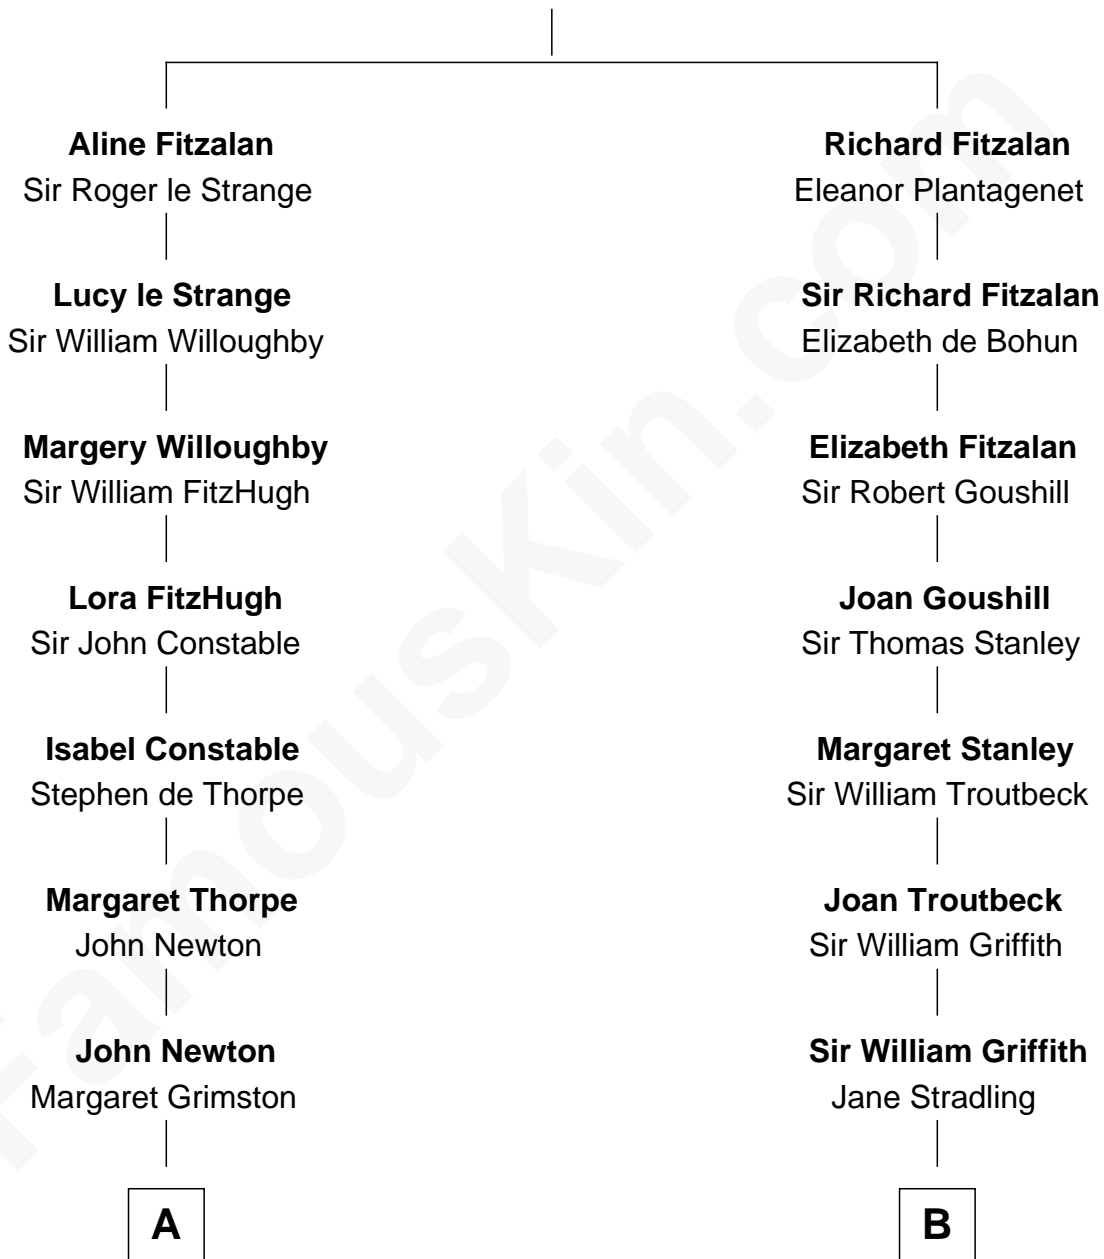 Aline Fitzalan
Sir Roger le Strange
Lucy le Strange
Sir William Willoughby
Margery Willoughby
Sir William FitzHugh
Lora FitzHugh
Sir John Constable
Isabel Constable
Stephen de Thorpe
Margaret Thorpe
John Newton
John Newton
Margaret Grimston
A
Richard Fitzalan
Eleanor Plantagenet
Sir Richard Fitzalan
Elizabeth de Bohun
Elizabeth Fitzalan
Sir Robert Goushill
Joan Goushill
Sir Thomas Stanley
Margaret Stanley
Sir William Troutbeck
Joan Troutbeck
Sir William Griffith
Sir William Griffith
Jane Stradling
B
FamousKin.com